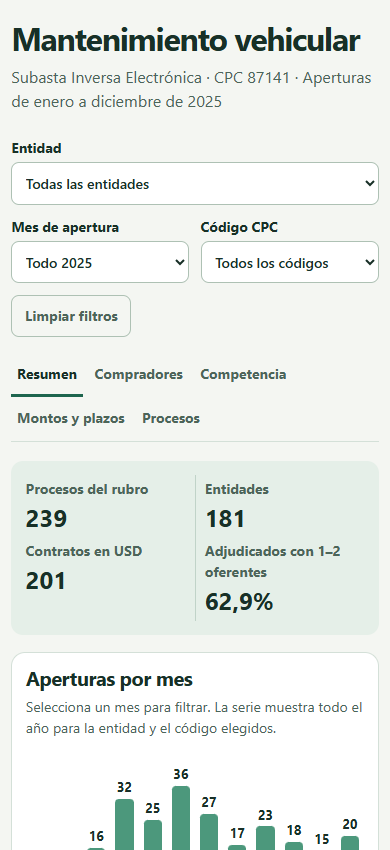 Mantenimiento vehicular
Subasta Inversa Electrónica · CPC 87141 · Aperturas
de enero a diciembre de 2025
Entidad
Todas las entidades
Mes de apertura
Código CPC
Todo 2025
Todos los códigos
Limpiar filtros
Resumen
Compradores
Competencia
Montos y plazos
Procesos
Procesos del rubro
239
Entidades
181
Contratos en USD
201
Adjudicados con 1–2
oferentes
62,9%
Aperturas por mes
Selecciona un mes para filtrar. La serie muestra todo el
año para la entidad y el código elegidos.
16
32
25
36
27
17
23
18
15
20